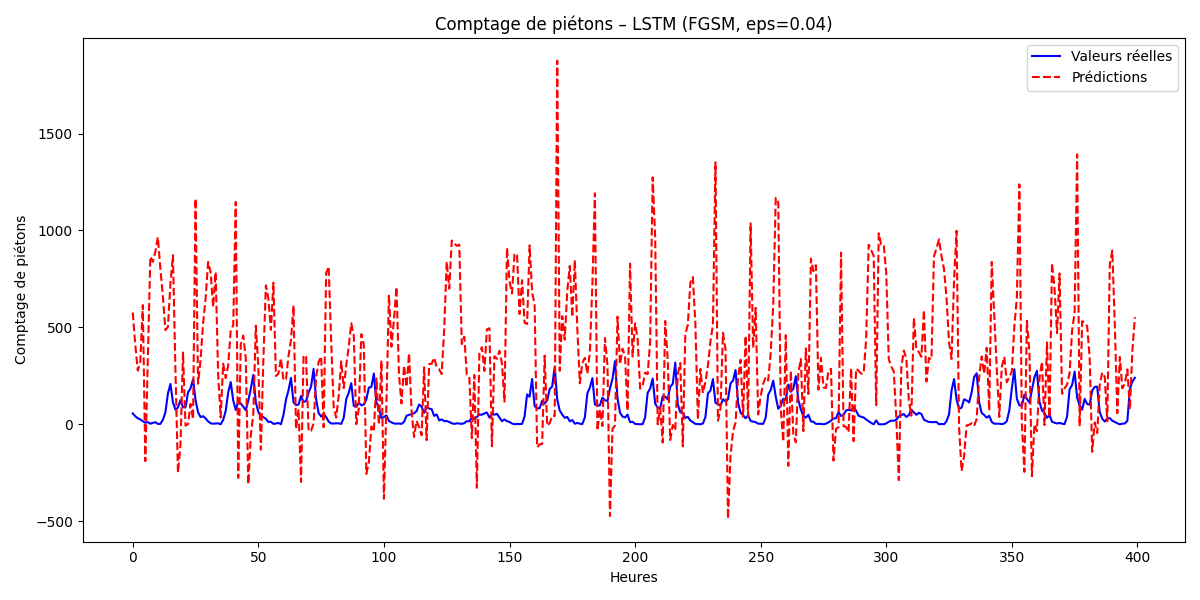 Comptage de piétons – LSTM (FGSM, eps=0.04)
Valeurs réelles
Prédictions
Comptage de piétons
1500
1000
500
0
−500
0 50 100 150 200 250 300 350 400
Heures